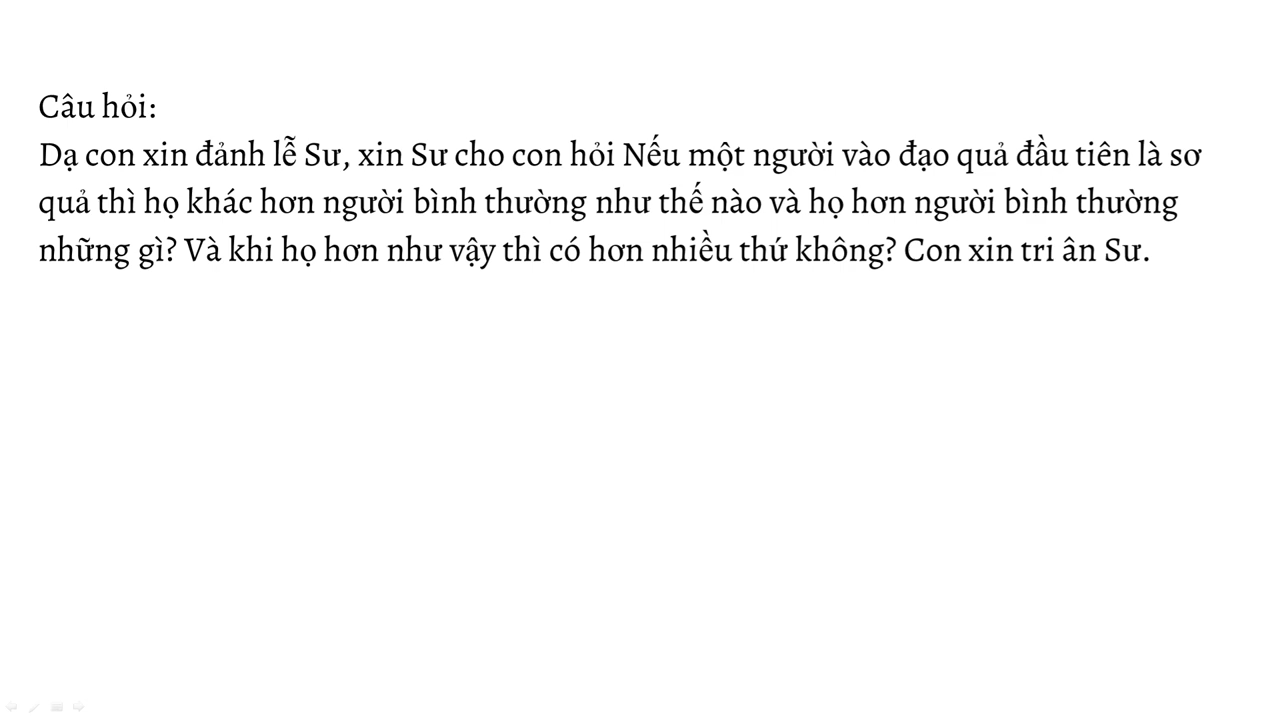 Câu hỏi:
Dạ con xin đảnh lễ Sư, xin Sư cho con hỏi Nếu một người vào đạo quả đầu tiên là sơ
quả thì họ khác hơn người bình thường như thế nào và họ hơn người bình thường
những gì? Và khi họ hơn như vậy thì có hơn nhiều thứ không? Con xin tri ân Sư.